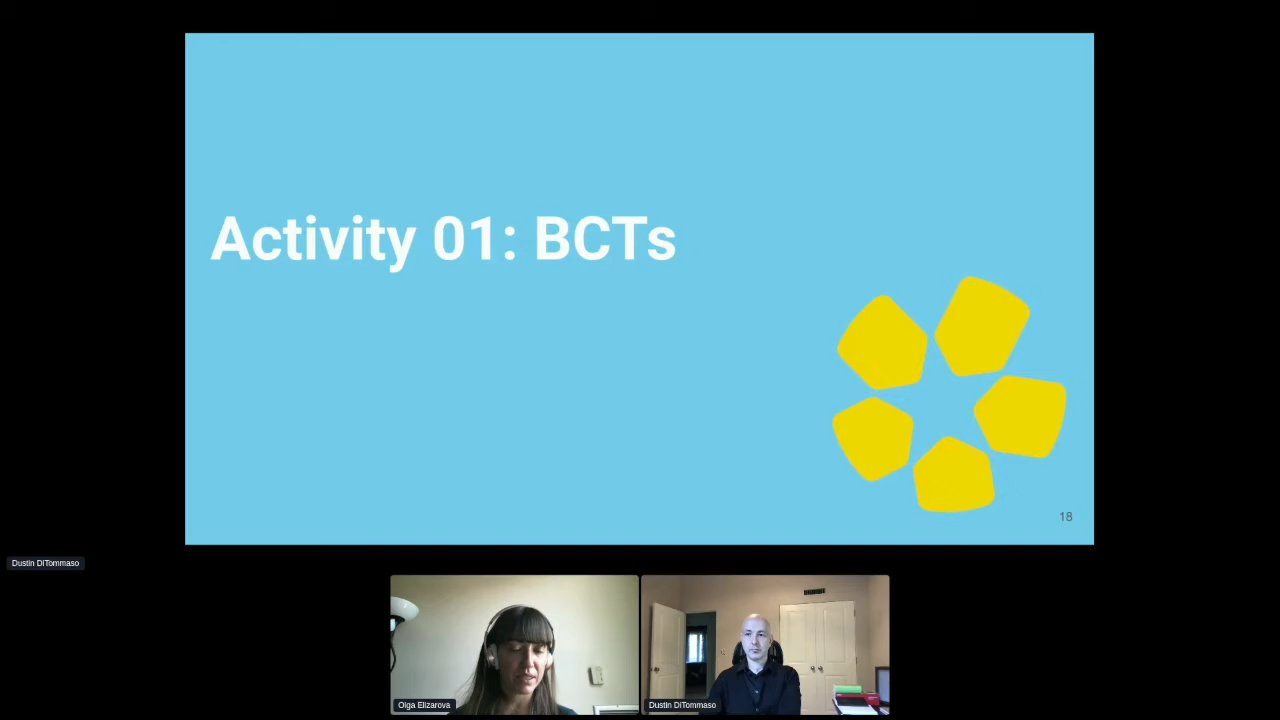 Activity 01: BCTs
18
Dustin DiTommaso
Olga Elizarova
Dustin DiTommaso